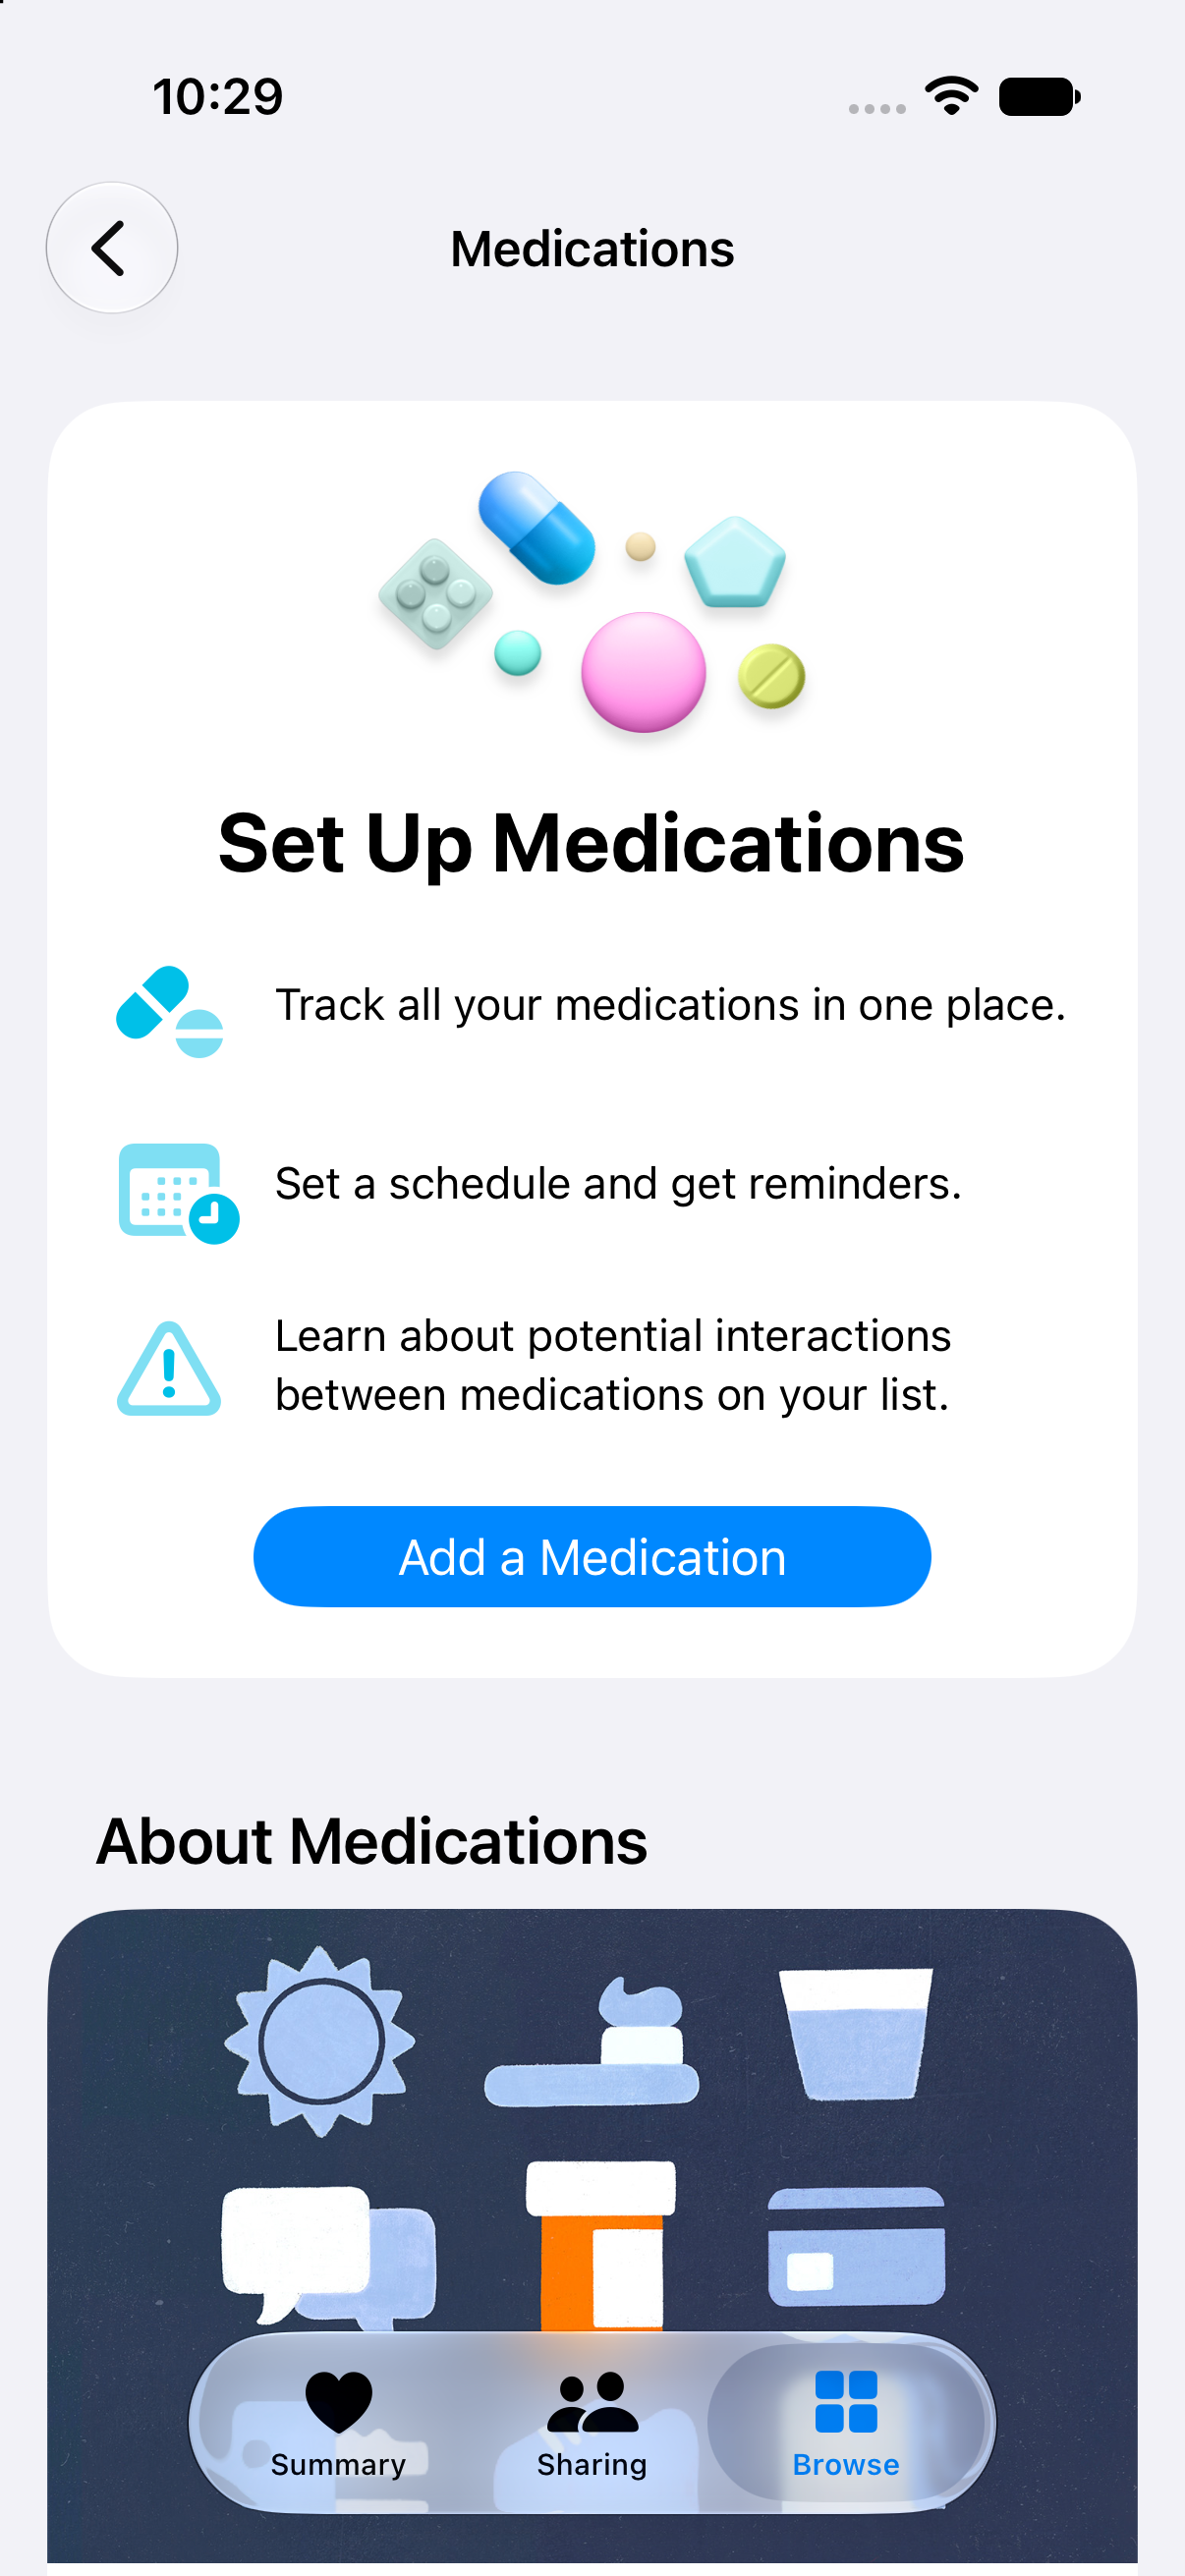 10:29
Medications
Set Up Medications
Track all your medications in one place.
Set a schedule and get reminders.
Learn about potential interactions
between medications on your list.
Add a Medication
About Medications
Summary
Sharing
Browse